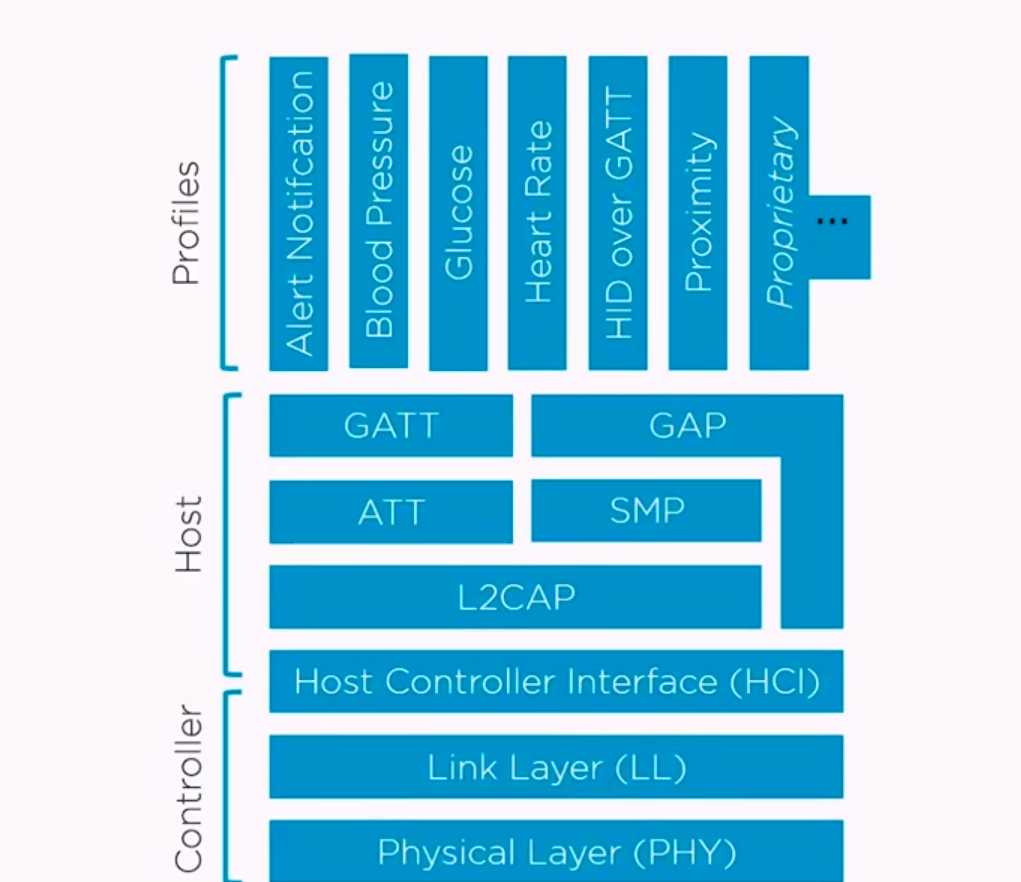 Profiles
Alert Notifcation
Blood Pressure
Glucose
Heart Rate
HID over GATT
Proximity
Proprietary
...
Host
GATT
GAP
ATT
SMP
L2CAP
Host Controller Interface (HCI)
Controller
Link Layer (LL)
Physical Layer (PHY)